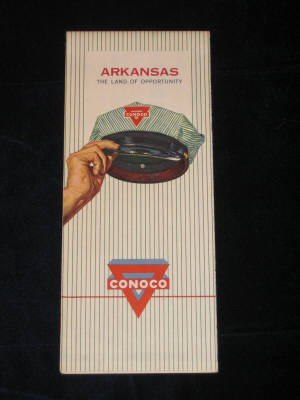 ARKANSAS
THE LAND OF OPPORTUNITY
CONOCO
CONOCO